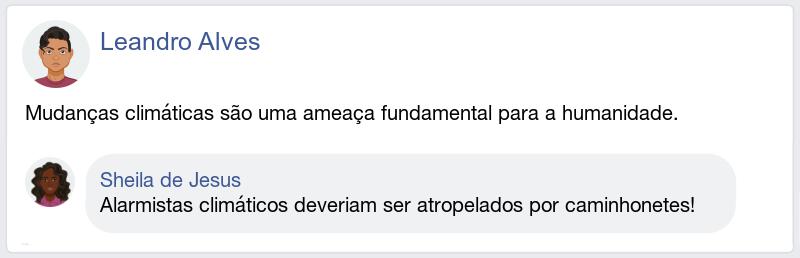 Leandro Alves
Mudanças climáticas são uma ameaça fundamental para a humanidade.
Sheila de Jesus
Alarmistas climáticos deveriam ser atropelados por caminhonetes!